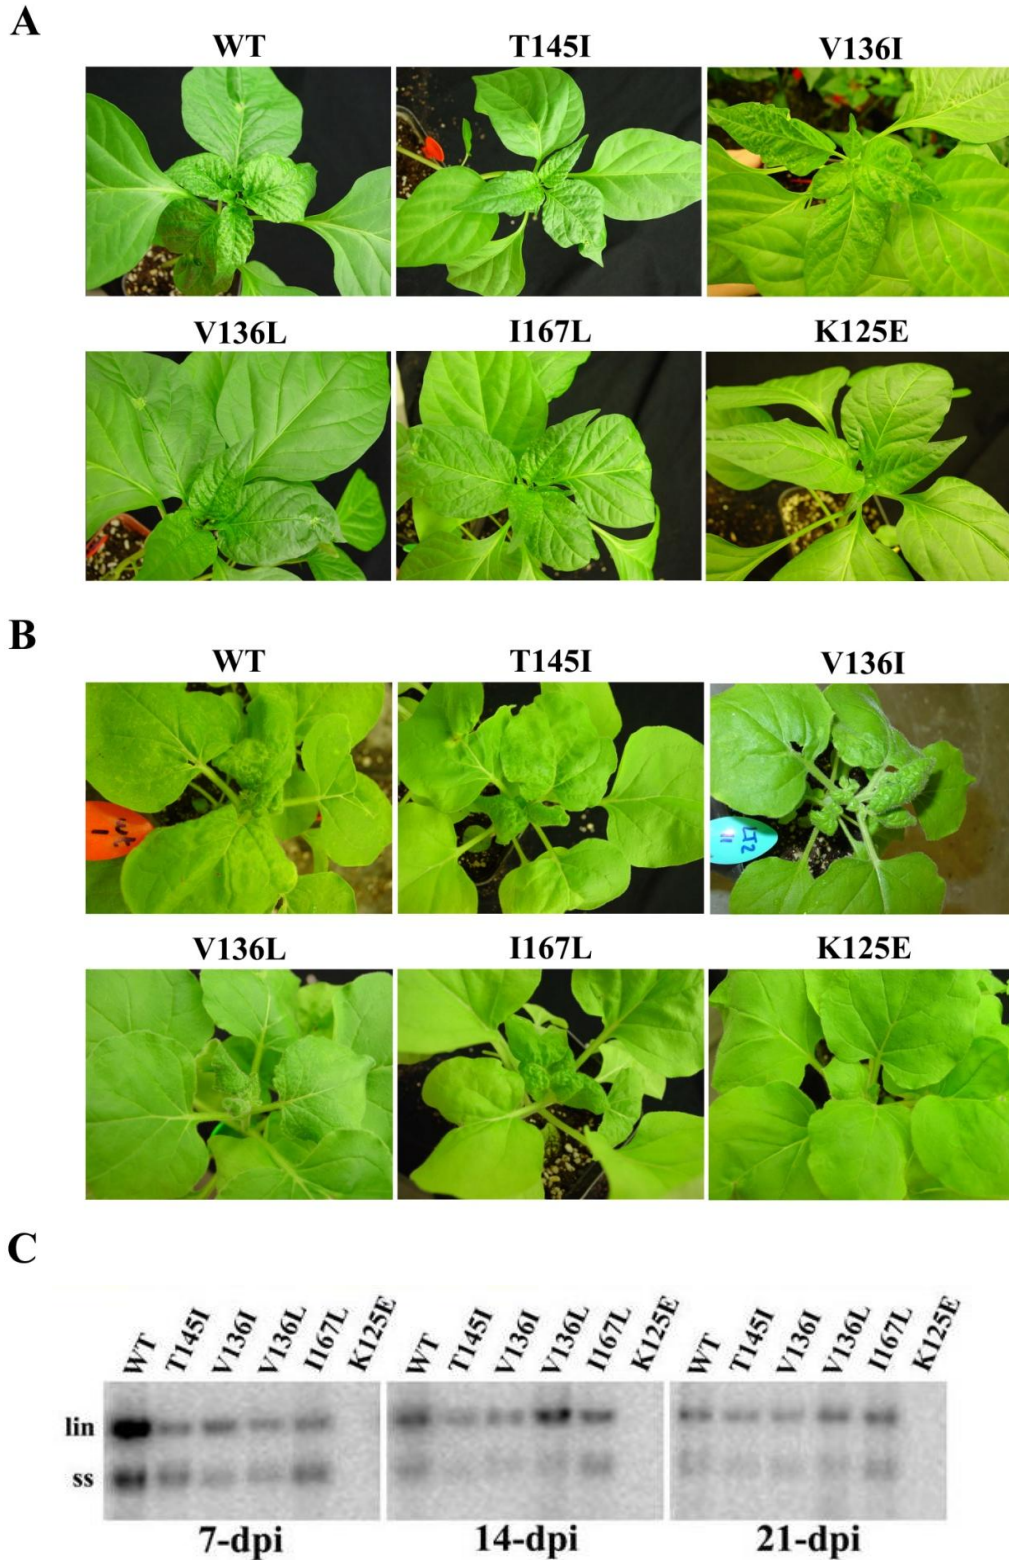 A
WT T145I V136I
V136L I167L K125E
B
WT T145I V136I
V136L I167L K125E
C
WT T145I V136I V136L I167L K125E WT T145I V136I V136L I167L K125E WT T145I V136I V136L I167L K125E
lin
ss
7-dpi 14-dpi 21-dpi